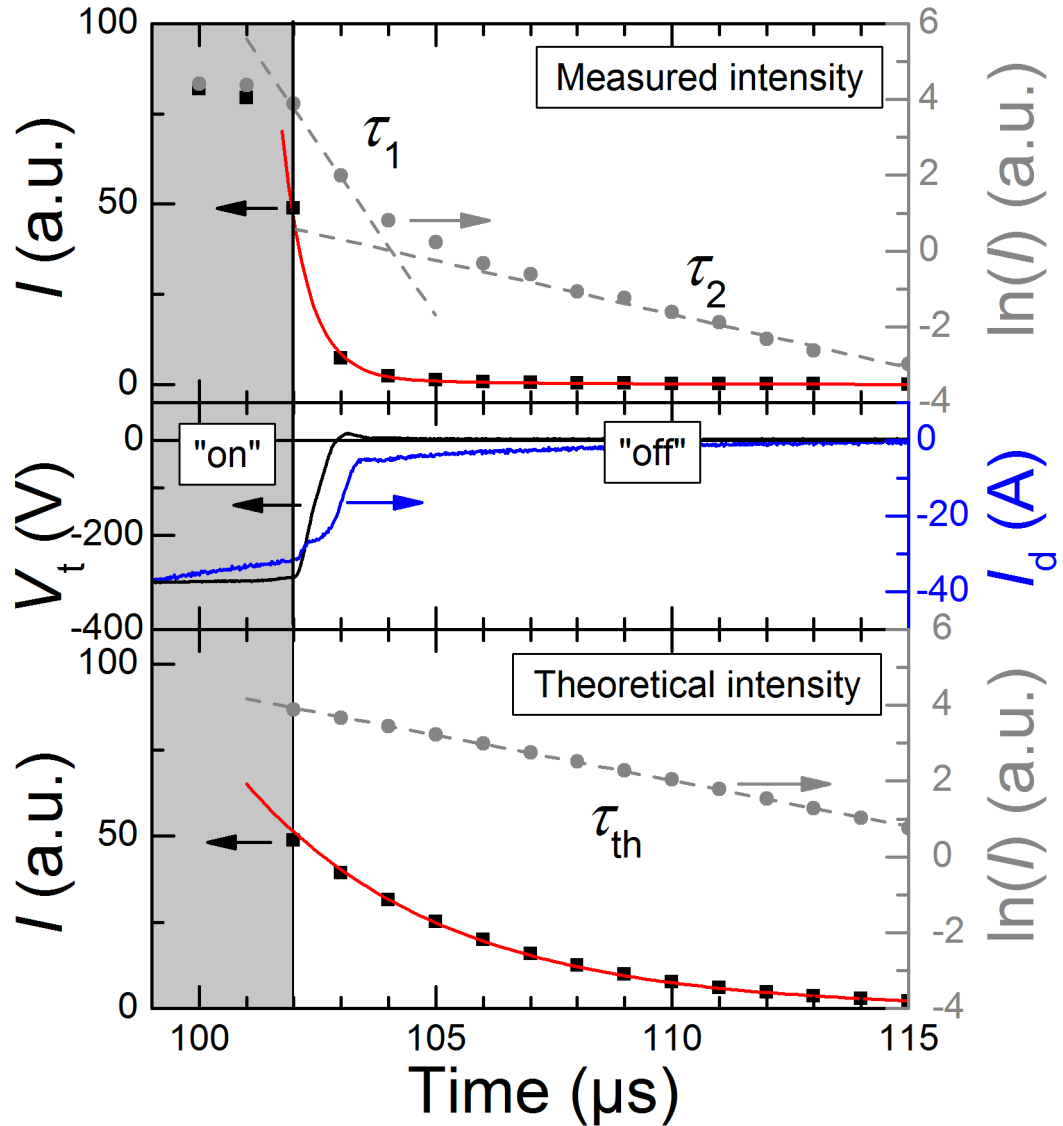 100
50
0
I (a.u.)
Measured intensity
τ1
τ2
6
4
2
0
-2
-4
ln(I) (a.u.)
0
-200
-400
Vt (V)
"on"
"off"
0
-20
-40
Id (A)
100
50
0
I (a.u.)
Theoretical intensity
τth
6
4
2
0
-2
-4
ln(I) (a.u.)
100 105 110 115
Time (μs)